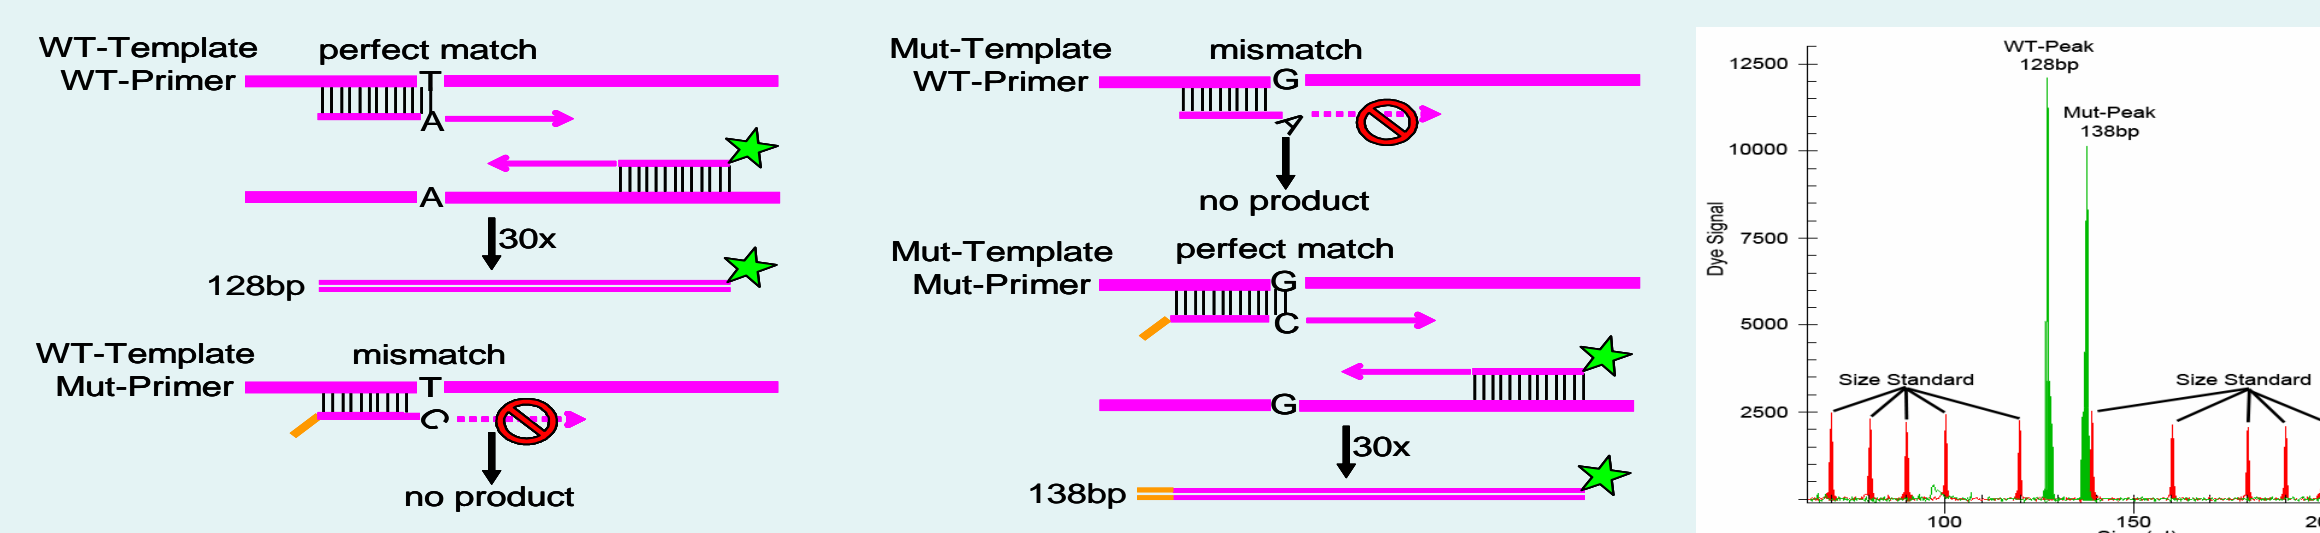 WT-Template
WT-Primer
perfect match
T
A
A
30x
128bp
WT-Template
Mut-Primer
mismatch
T
C
no product
Mut-Template
WT-Primer
mismatch
G
A
no product
Mut-Template
Mut-Primer
perfect match
G
C
G
30x
138bp
WT-Peak
128bp
Mut-Peak
138bp
Dye Signal
12500
10000
7500
5000
2500
Size Standard
Size Standard
100
150